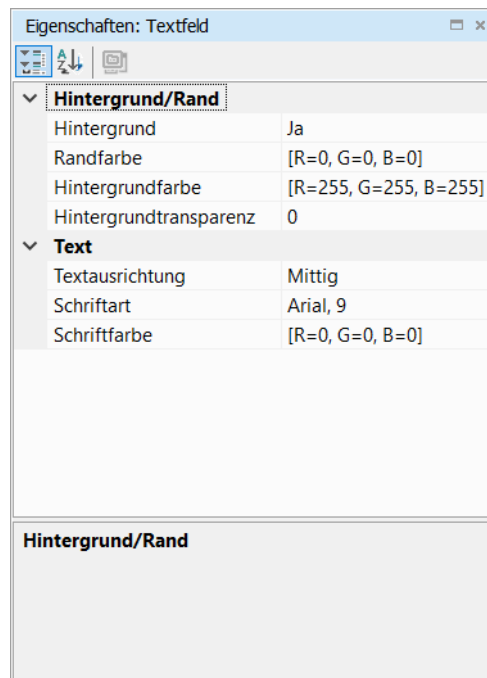 Eigenschaften: Textfeld
Hintergrund/Rand
Hintergrund Ja
Randfarbe [R=0, G=0, B=0]
Hintergrundfarbe [R=255, G=255, B=255]
Hintergrundtransparenz 0
Text
Textausrichtung Mittig
Schriftart Arial, 9
Schriftfarbe [R=0, G=0, B=0]
Hintergrund/Rand